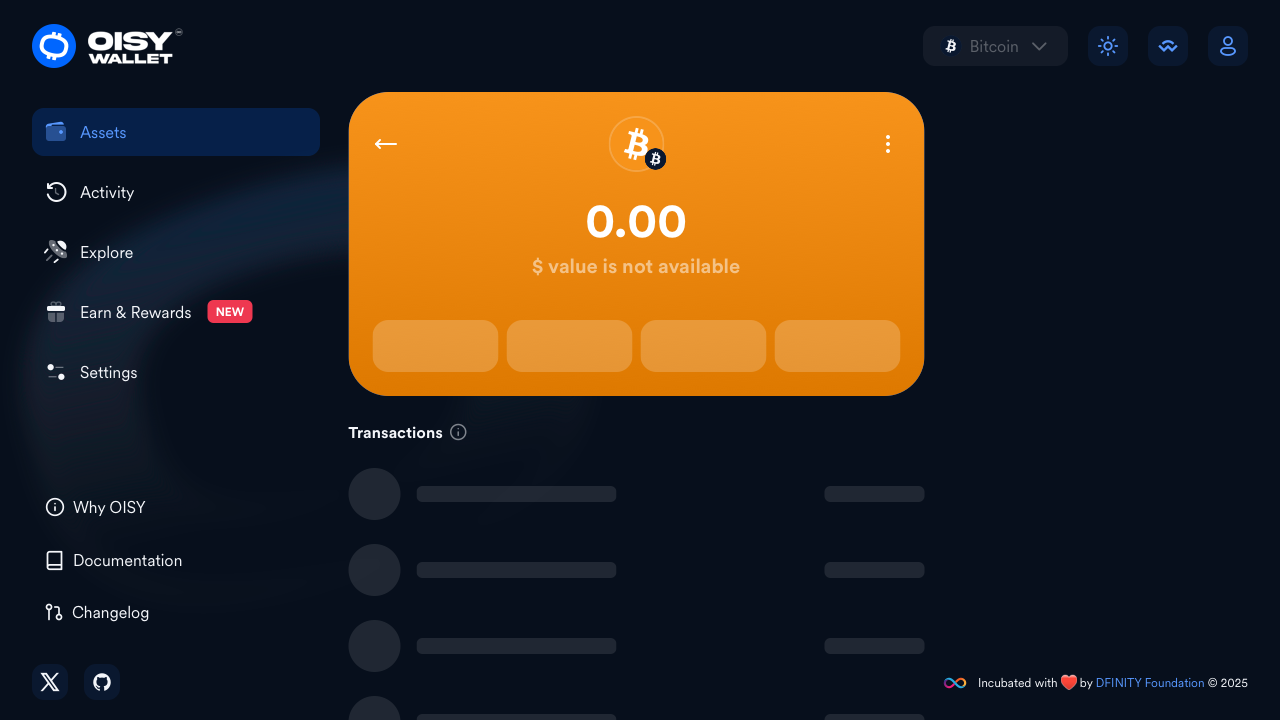 OISY
WALLET
Bitcoin
Assets
Activity
Explore
Earn & Rewards NEW
Settings
0.00
$ value is not available
Transactions
Why OISY
Documentation
Changelog
Incubated with ❤️ by DFINITY Foundation © 2025